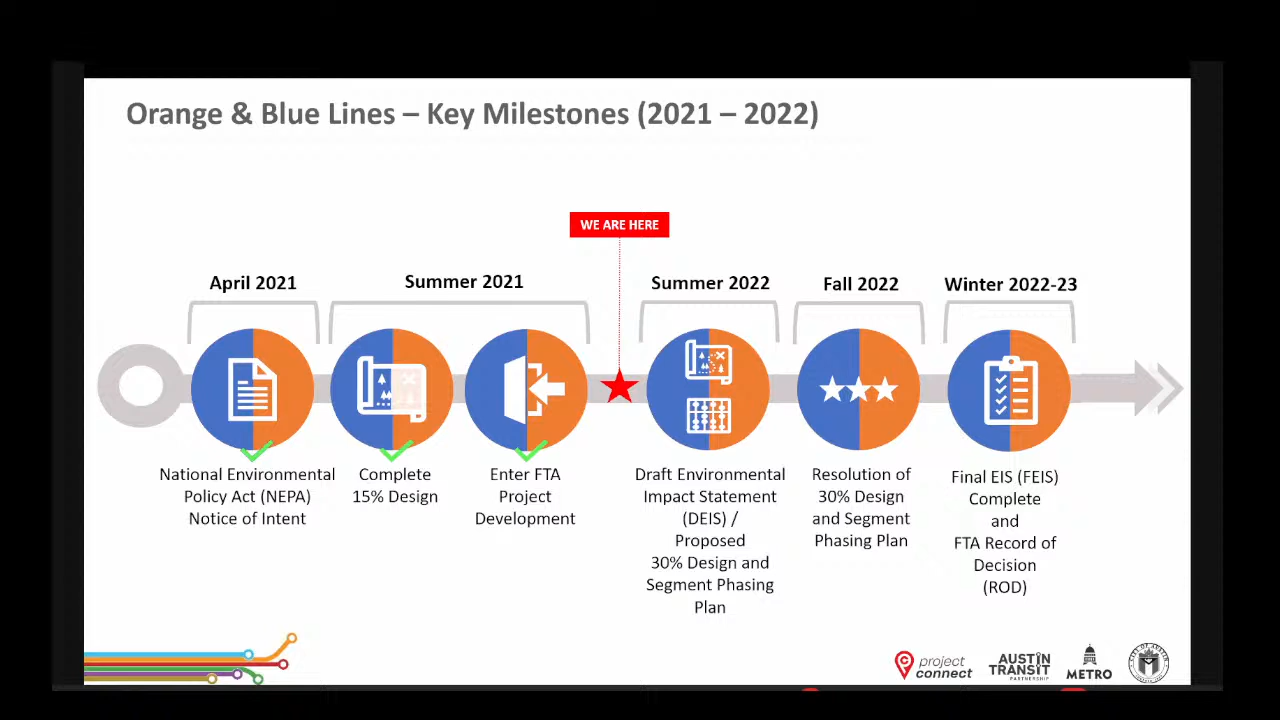 Orange & Blue Lines – Key Milestones (2021 – 2022)
WE ARE HERE
April 2021
Summer 2021
Summer 2022
Fall 2022
Winter 2022-23
National Environmental
Policy Act (NEPA)
Notice of Intent
Complete
15% Design
Enter FTA
Project
Development
Draft Environmental
Impact Statement
(DEIS) /
Proposed
30% Design and
Segment Phasing
Plan
Resolution of
30% Design
and Segment
Phasing Plan
Final EIS (FEIS)
Complete
and
FTA Record of
Decision
(ROD)
project
connect
AUSTIN
TRANSIT
PARTNERSHIP
METRO